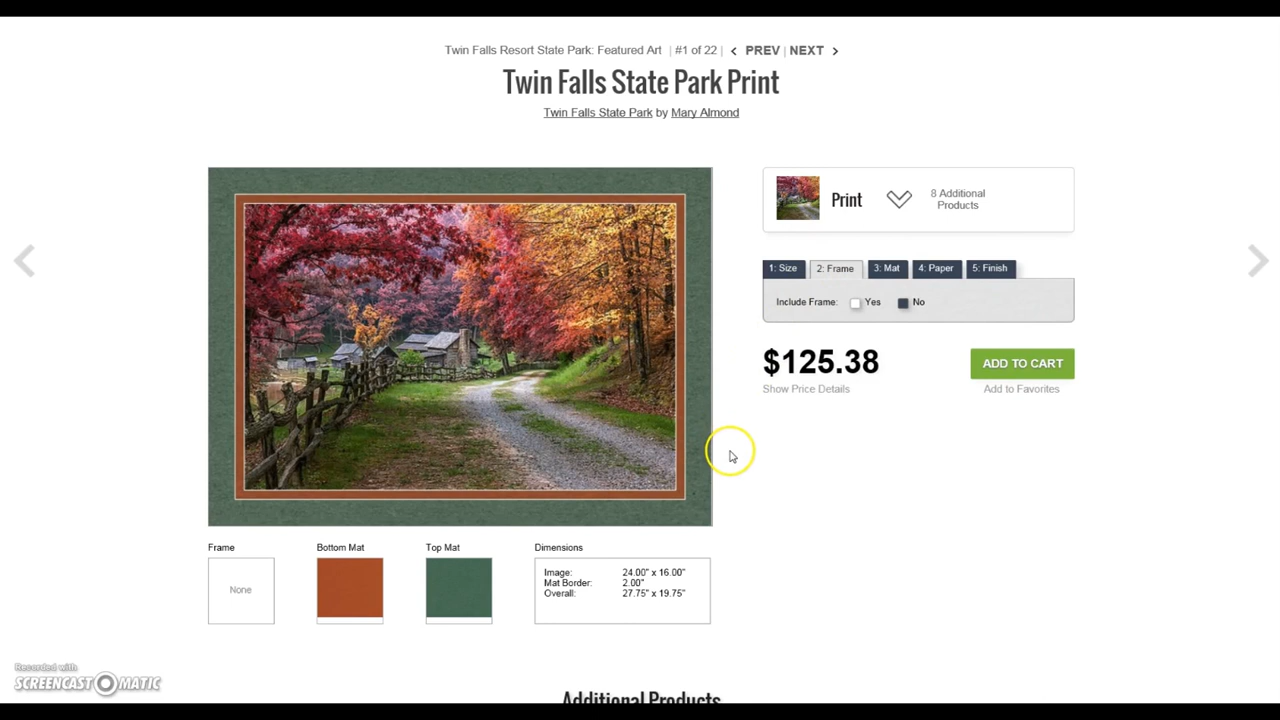 Twin Falls Resort State Park: Featured Art | #1 of 22 | < PREV | NEXT >
Twin Falls State Park Print
Twin Falls State Park by Mary Almond
Print
8 Additional
Products
1: Size 2: Frame 3: Mat 4: Paper 5: Finish
Include Frame: Yes No
$125.38
ADD TO CART
Show Price Details
Add to Favorites
Frame Bottom Mat Top Mat Dimensions
None
Image: 24.00" x 16.00"
Mat Border: 2.00"
Overall: 27.75" x 19.75"
Recorded with
SCREENCAST-O-MATIC
Additional Products